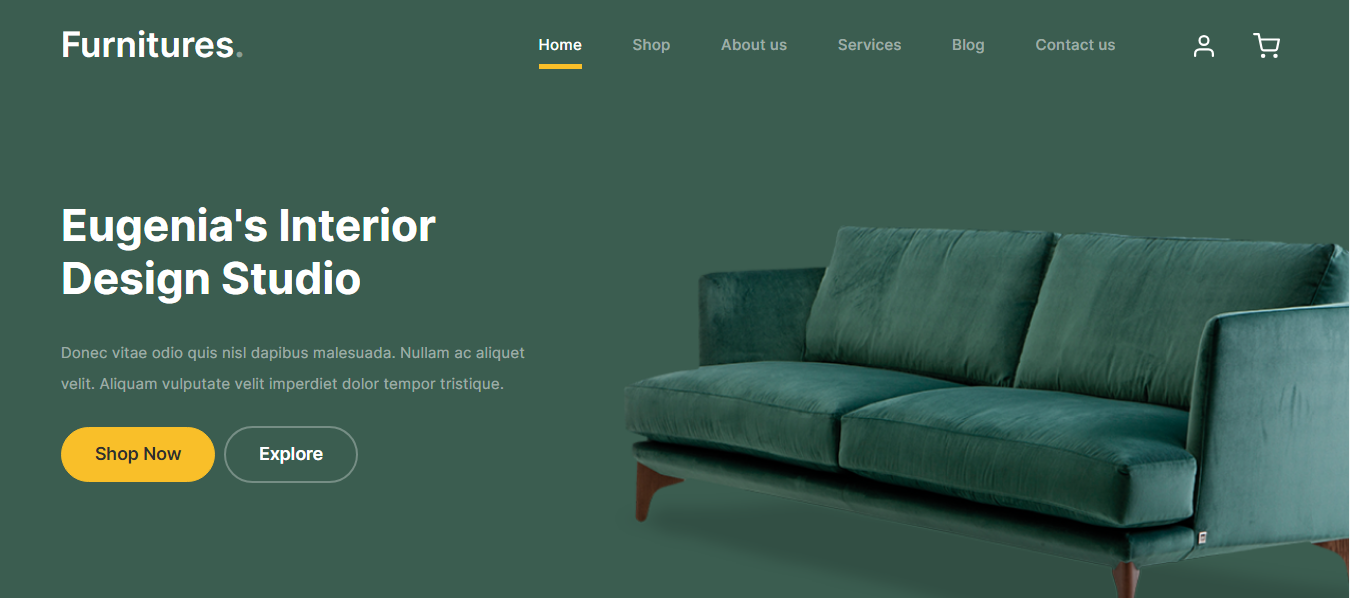 Furnitures.
Home Shop About us Services Blog Contact us
Eugenia's Interior
Design Studio
Donec vitae odio quis nisl dapibus malesuada. Nullam ac aliquet
velit. Aliquam vulputate velit imperdiet dolor tempor tristique.
Shop Now Explore